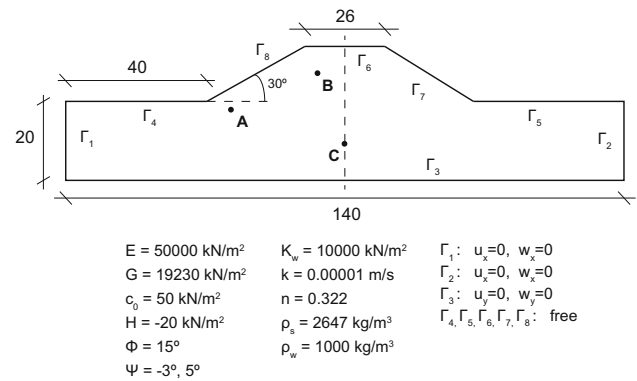 26
Γ₈
40
30º
Γ₆
B
Γ₇
A
20
Γ₁
Γ₄
C
Γ₅
Γ₂
Γ₃
140
E = 50000 kN/m²
G = 19230 kN/m²
c₀ = 50 kN/m²
H = -20 kN/m²
Φ = 15º
Ψ = -3º, 5º
K_w = 10000 kN/m²
k = 0.00001 m/s
n = 0.322
ρ_s = 2647 kg/m³
ρ_w = 1000 kg/m³
Γ₁: u_x=0, w_x=0
Γ₂: u_x=0, w_x=0
Γ₃: u_y=0, w_y=0
Γ₄, Γ₅, Γ₆, Γ₇, Γ₈: free